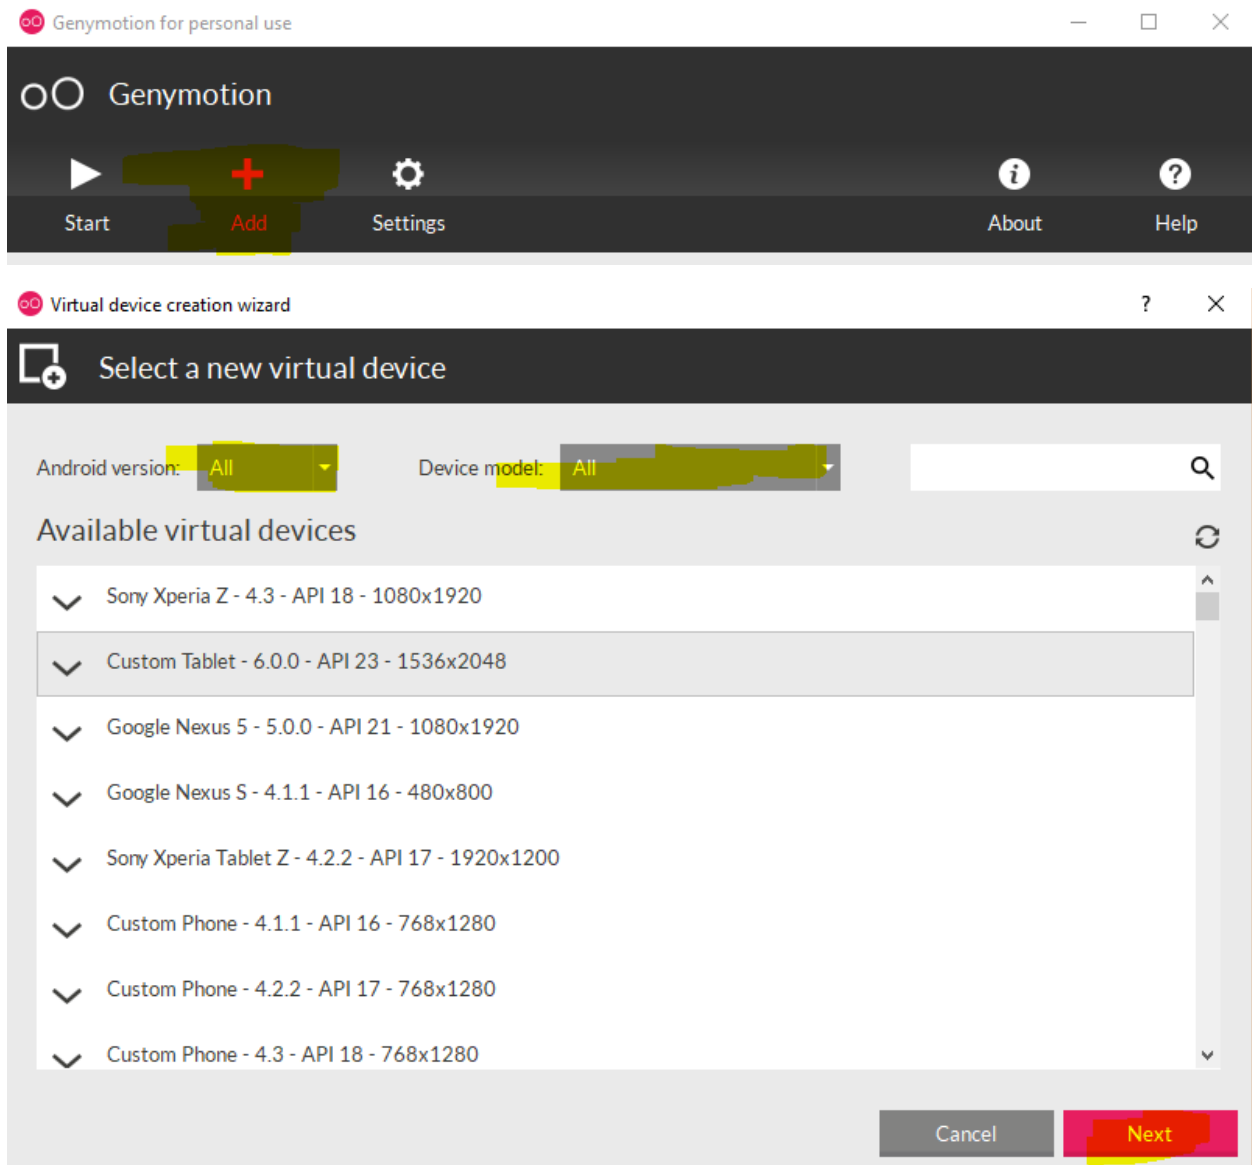 Genymotion for personal use
oO Genymotion
Start Add Settings About Help
Virtual device creation wizard ?
Select a new virtual device
Android version: All Device model: All
Available virtual devices
Sony Xperia Z - 4.3 - API 18 - 1080x1920
Custom Tablet - 6.0.0 - API 23 - 1536x2048
Google Nexus 5 - 5.0.0 - API 21 - 1080x1920
Google Nexus S - 4.1.1 - API 16 - 480x800
Sony Xperia Tablet Z - 4.2.2 - API 17 - 1920x1200
Custom Phone - 4.1.1 - API 16 - 768x1280
Custom Phone - 4.2.2 - API 17 - 768x1280
Custom Phone - 4.3 - API 18 - 768x1280
Cancel Next